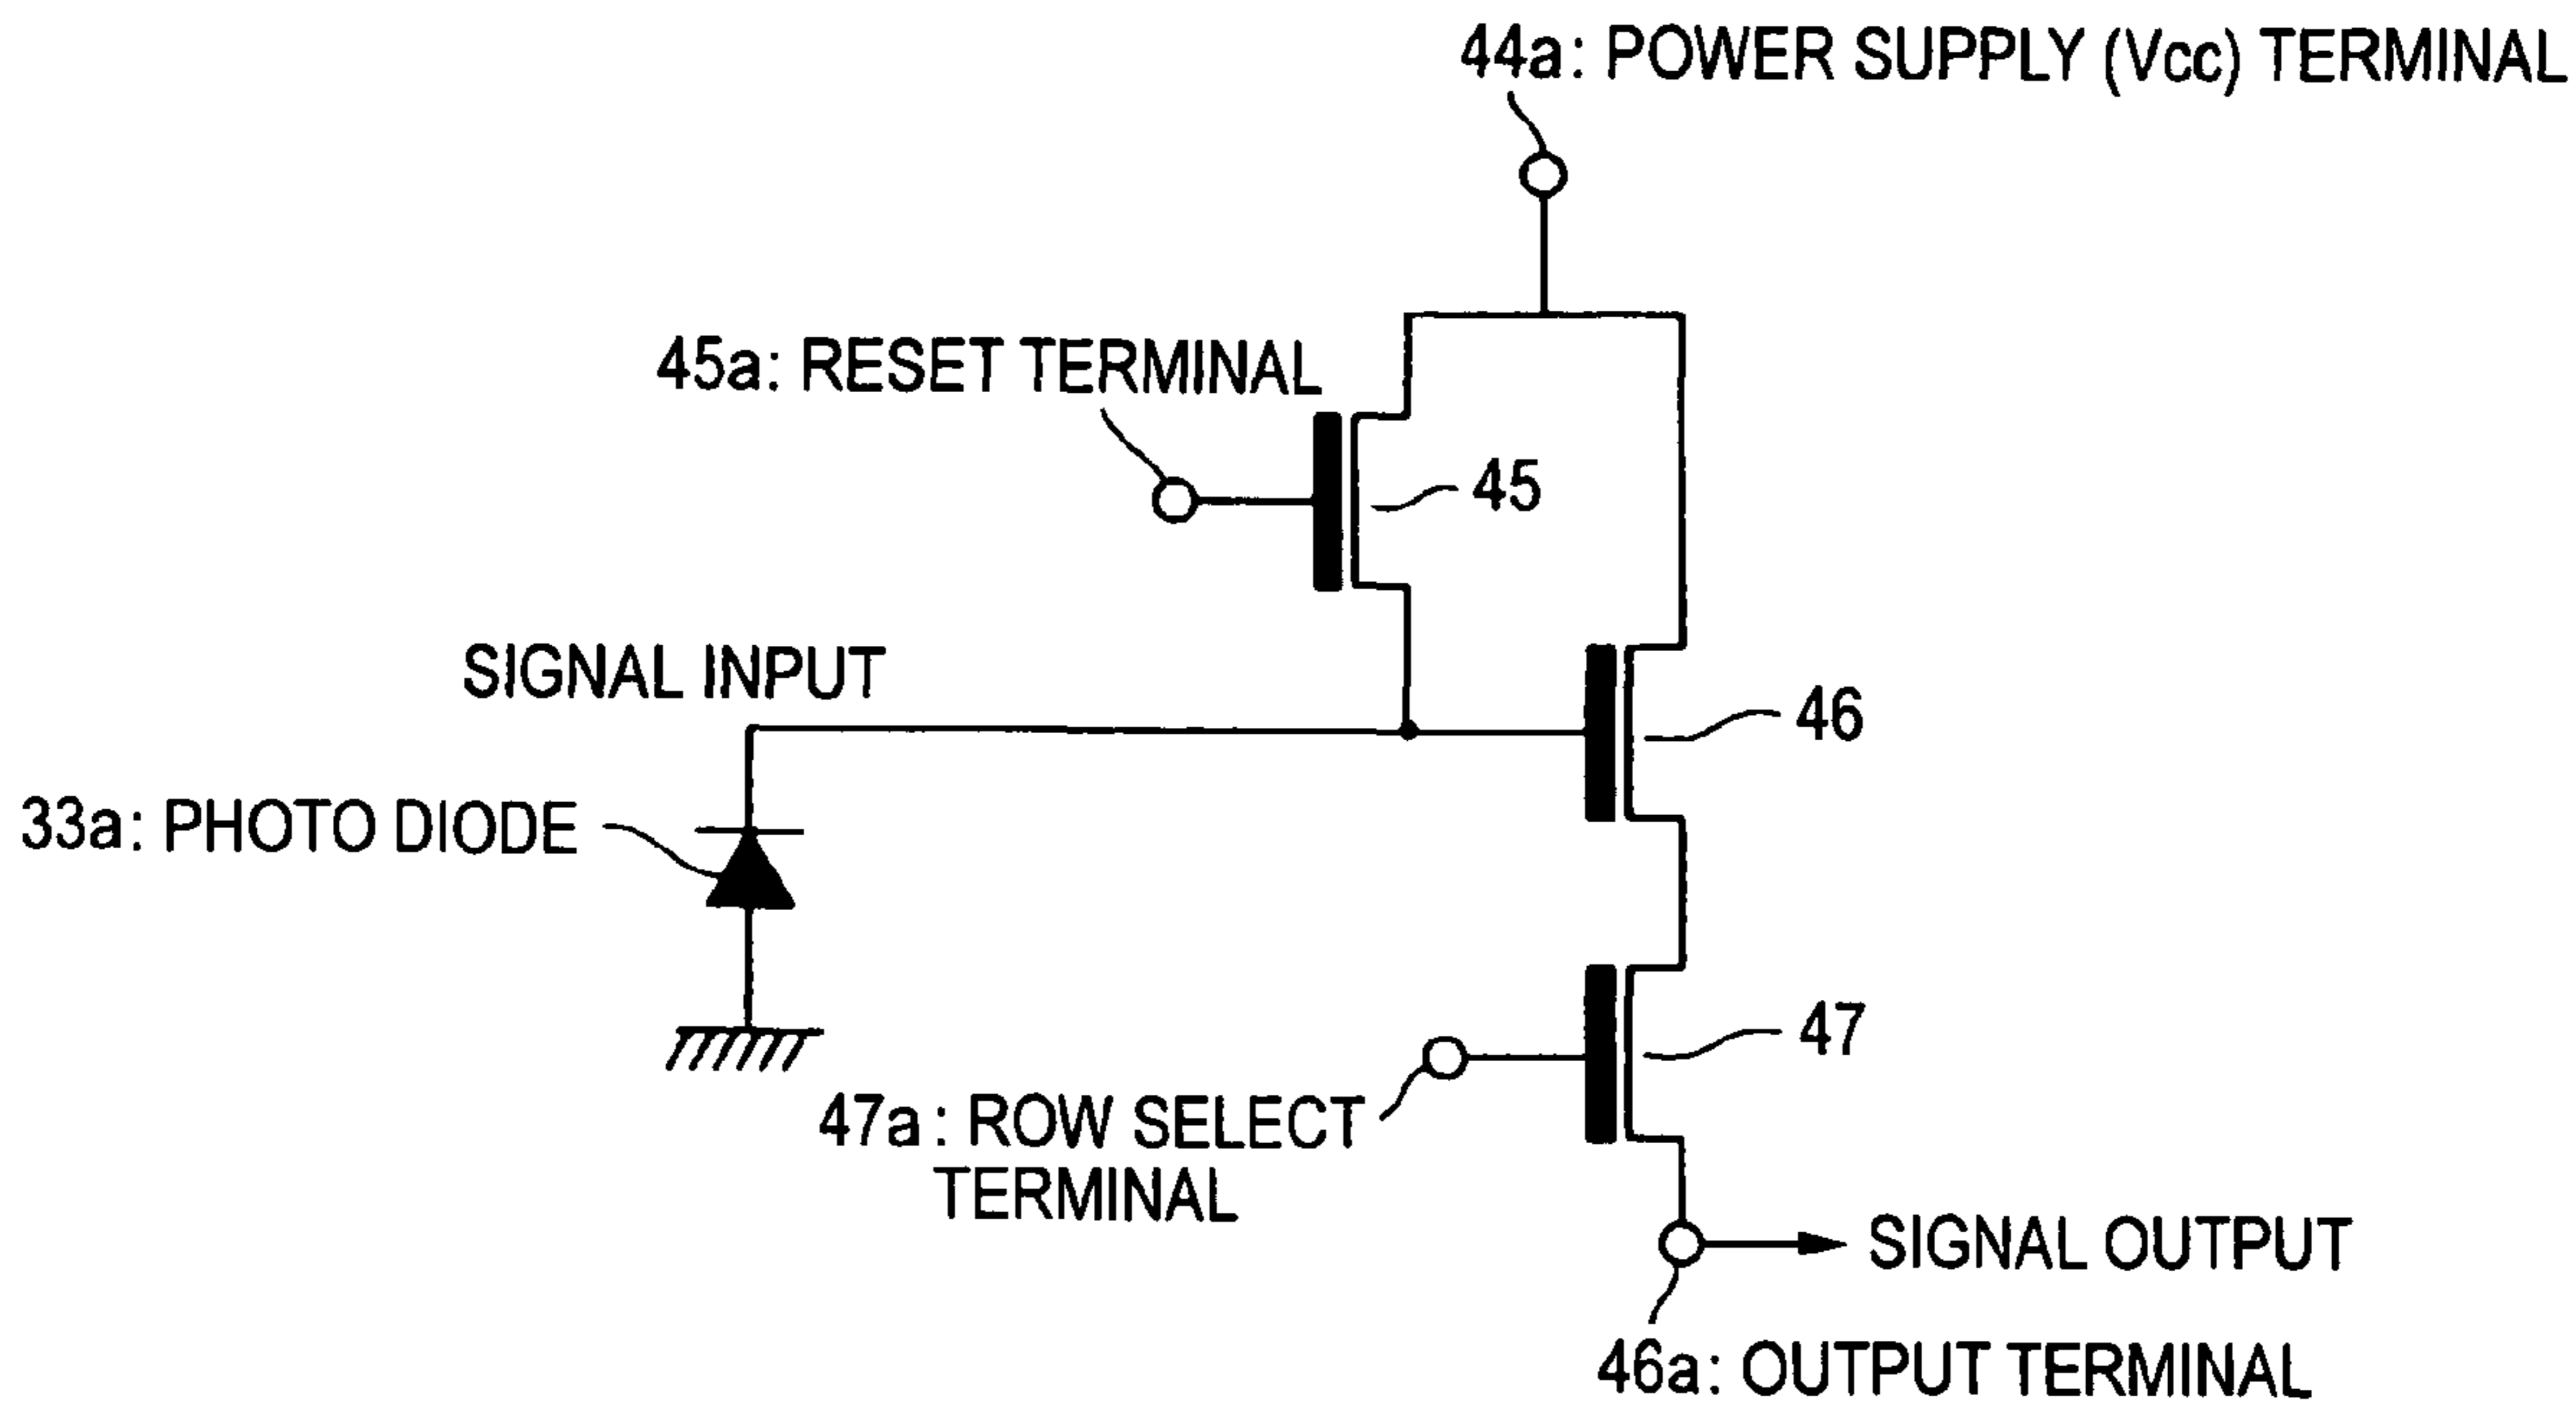 44a: POWER SUPPLY (Vcc) TERMINAL
45a: RESET TERMINAL
45
SIGNAL INPUT
46
33a: PHOTO DIODE
47
47a: ROW SELECT
TERMINAL
SIGNAL OUTPUT
46a: OUTPUT TERMINAL